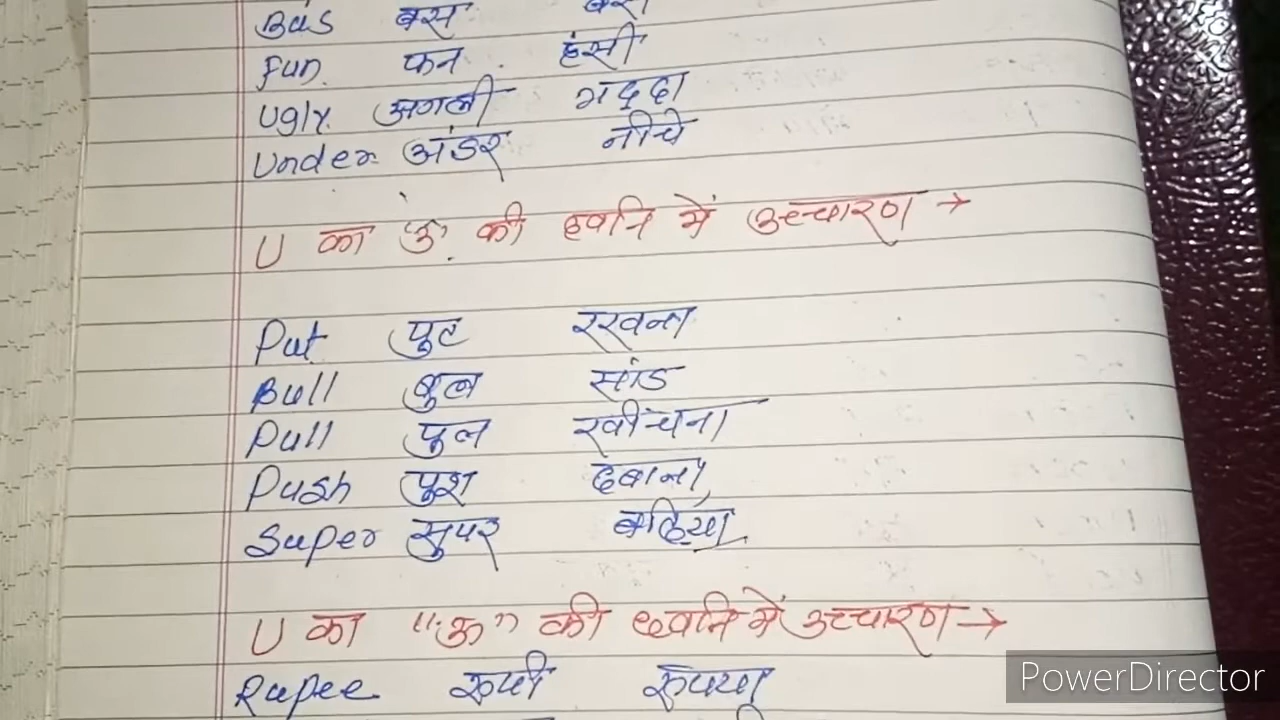 Bus बस बस
Fun. फन. हंसी
Ugly. अगली गद्दा
Under. अंडर नीचे
U का 'उ' की ध्वनि में उच्चारण →
Put पुट रखना
Bull बुल सांड
Pull पुल खींचना
Push पुश दबाना
Super सुपर बढ़िया
U का "ऊ" की ध्वनि में उच्चारण →
Rupee रूपी रुपया
PowerDirector